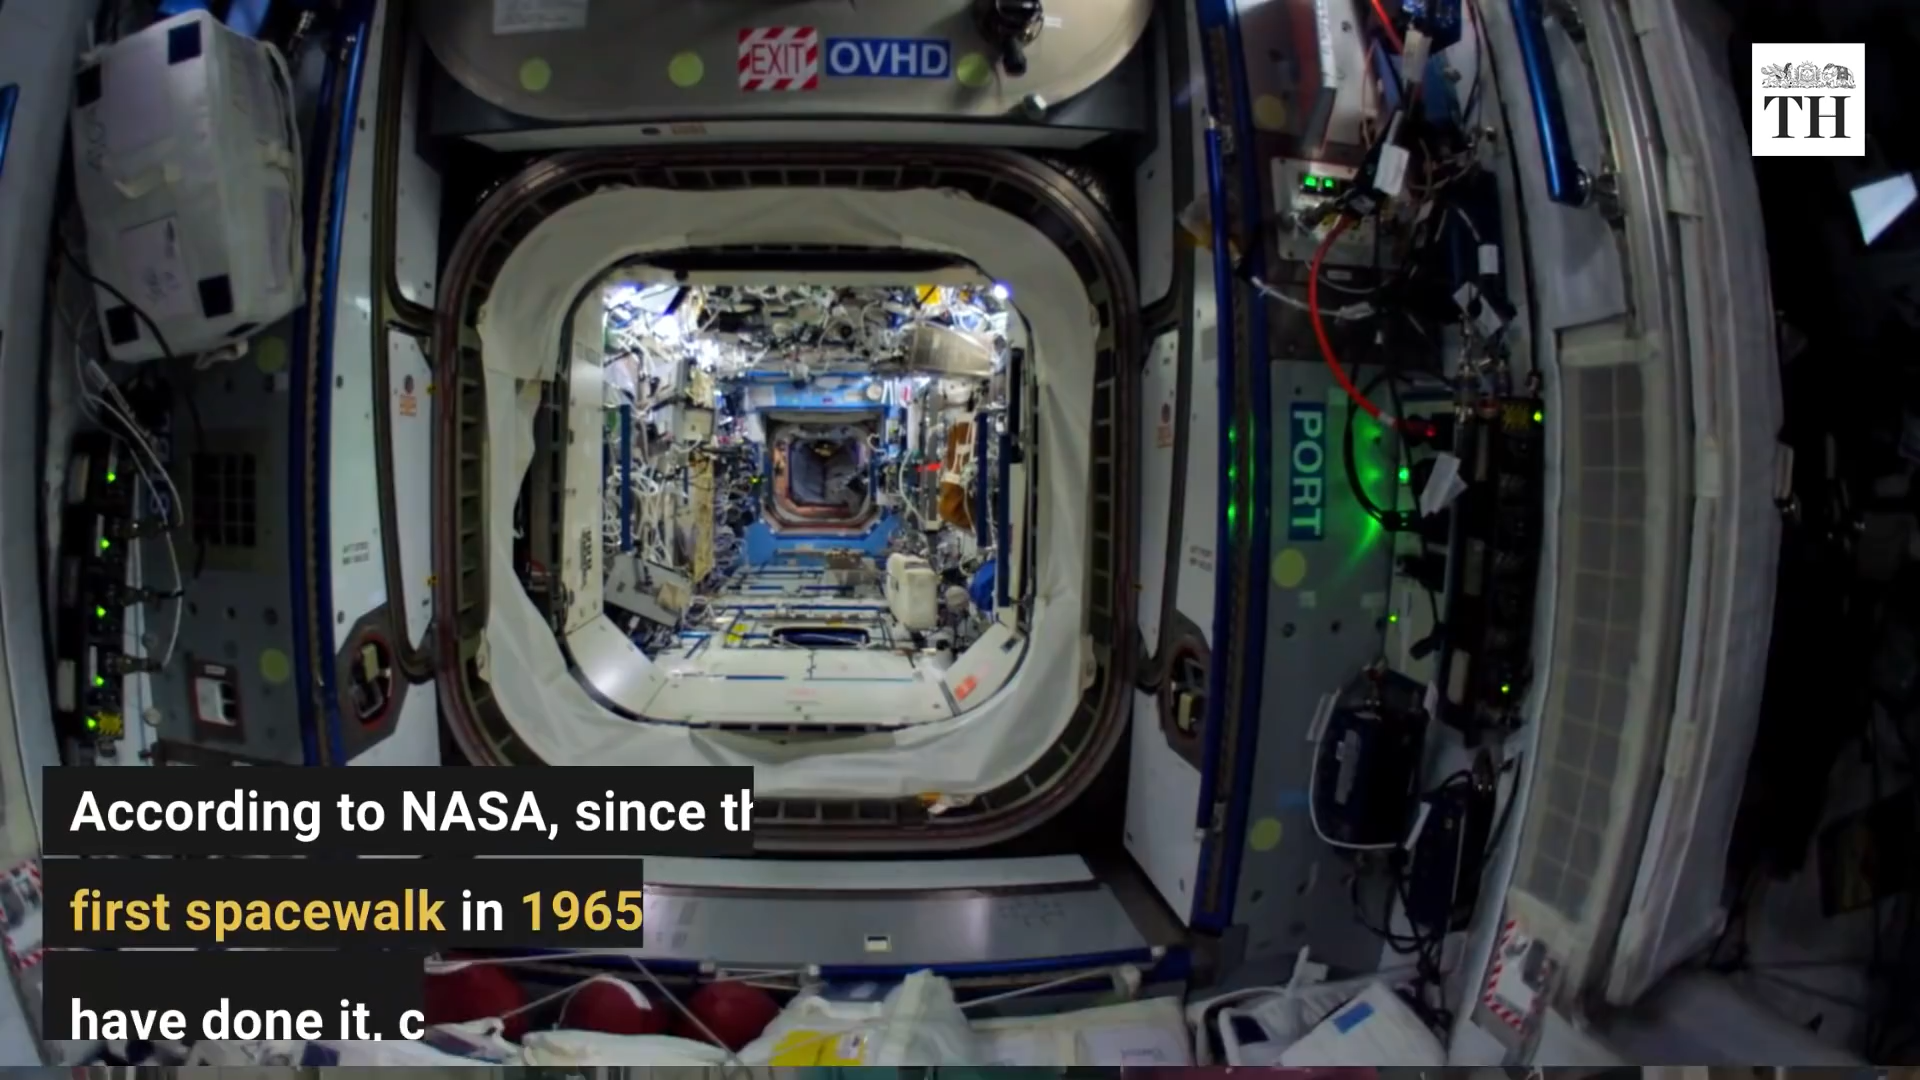 EXIT OVHD
TH
PORT
According to NASA, since th
first spacewalk in 1965
have done it, c